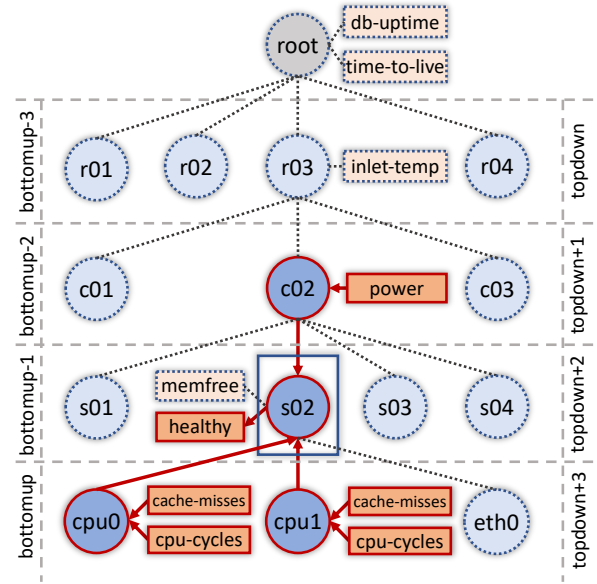 db-uptime
root
time-to-live
bottomup-3
r01
r02
r03
inlet-temp
r04
topdown
bottomup-2
c01
c02
power
c03
topdown+1
bottomup-1
s01
memfree
healthy
s02
s03
s04
topdown+2
bottomup
cpu0
cache-misses
cpu-cycles
cpu1
cache-misses
cpu-cycles
eth0
topdown+3